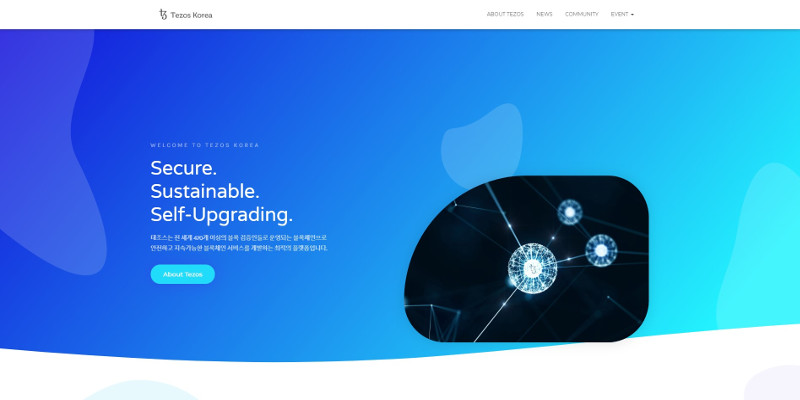 Tezos Korea
ABOUT TEZOS NEWS COMMUNITY EVENT
WELCOME TO TEZOS KOREA
Secure.
Sustainable.
Self-Upgrading.
테조스는 전 세계 400개 이상의 블록 검증인들로 운영되는 블록체인으로
안전하고 지속가능한 블록체인 서비스를 개발하는 최적의 플랫폼입니다.
About Tezos